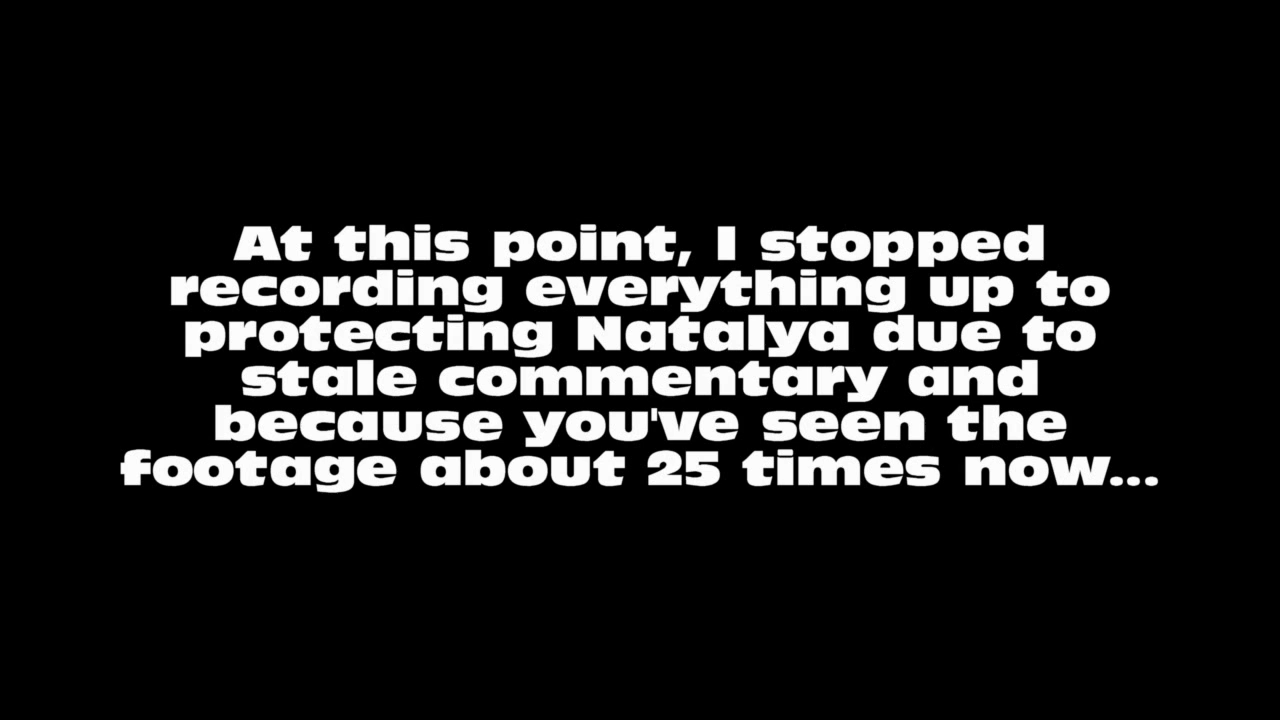 At this point, I stopped
recording everything up to
protecting Natalya due to
stale commentary and
because you've seen the
footage about 25 times now...